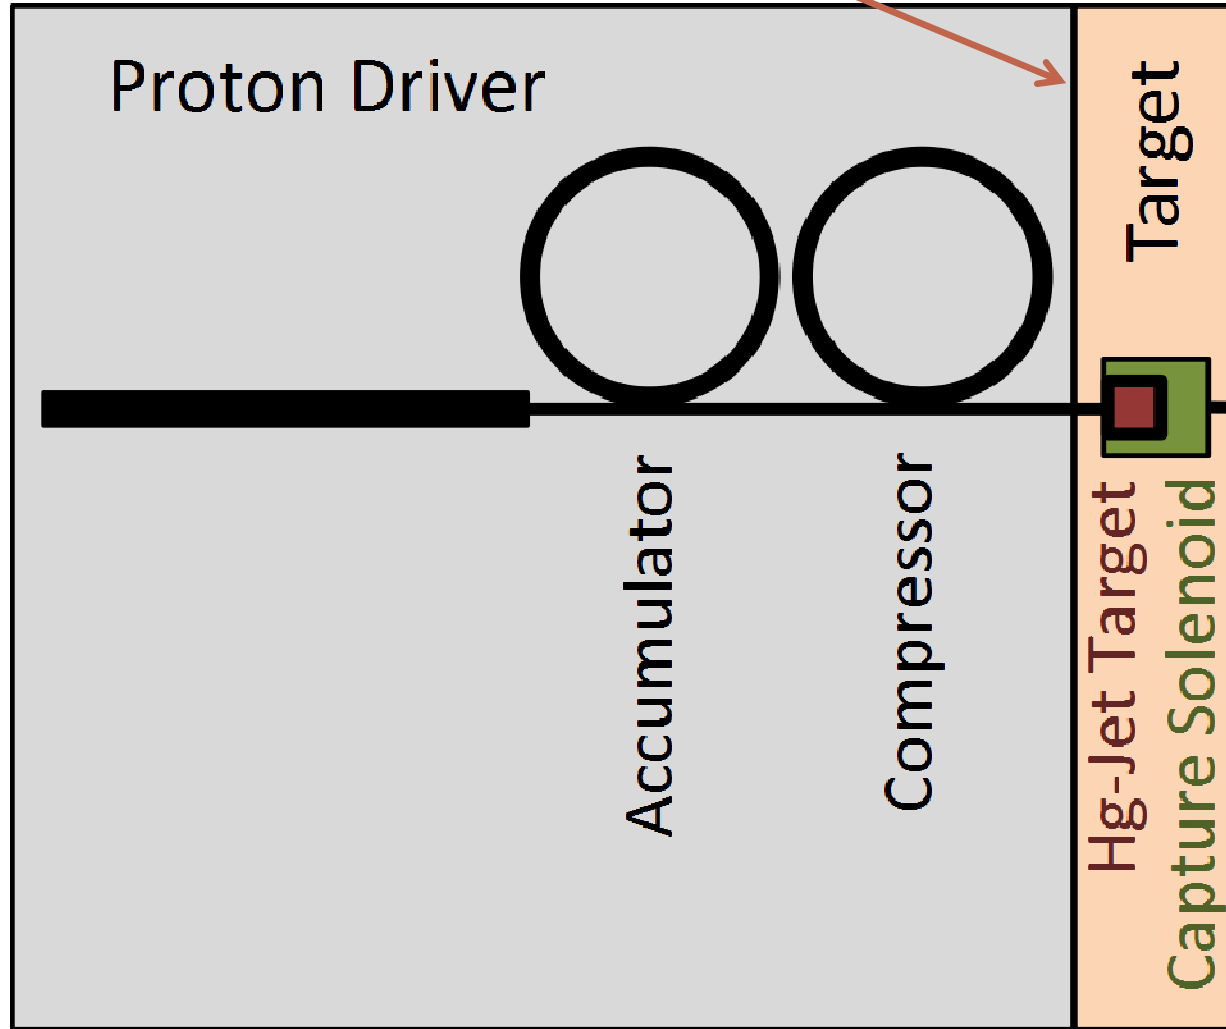 Proton Driver
Accumulator
Compressor
Target
Hg-Jet Target
Capture Solenoid